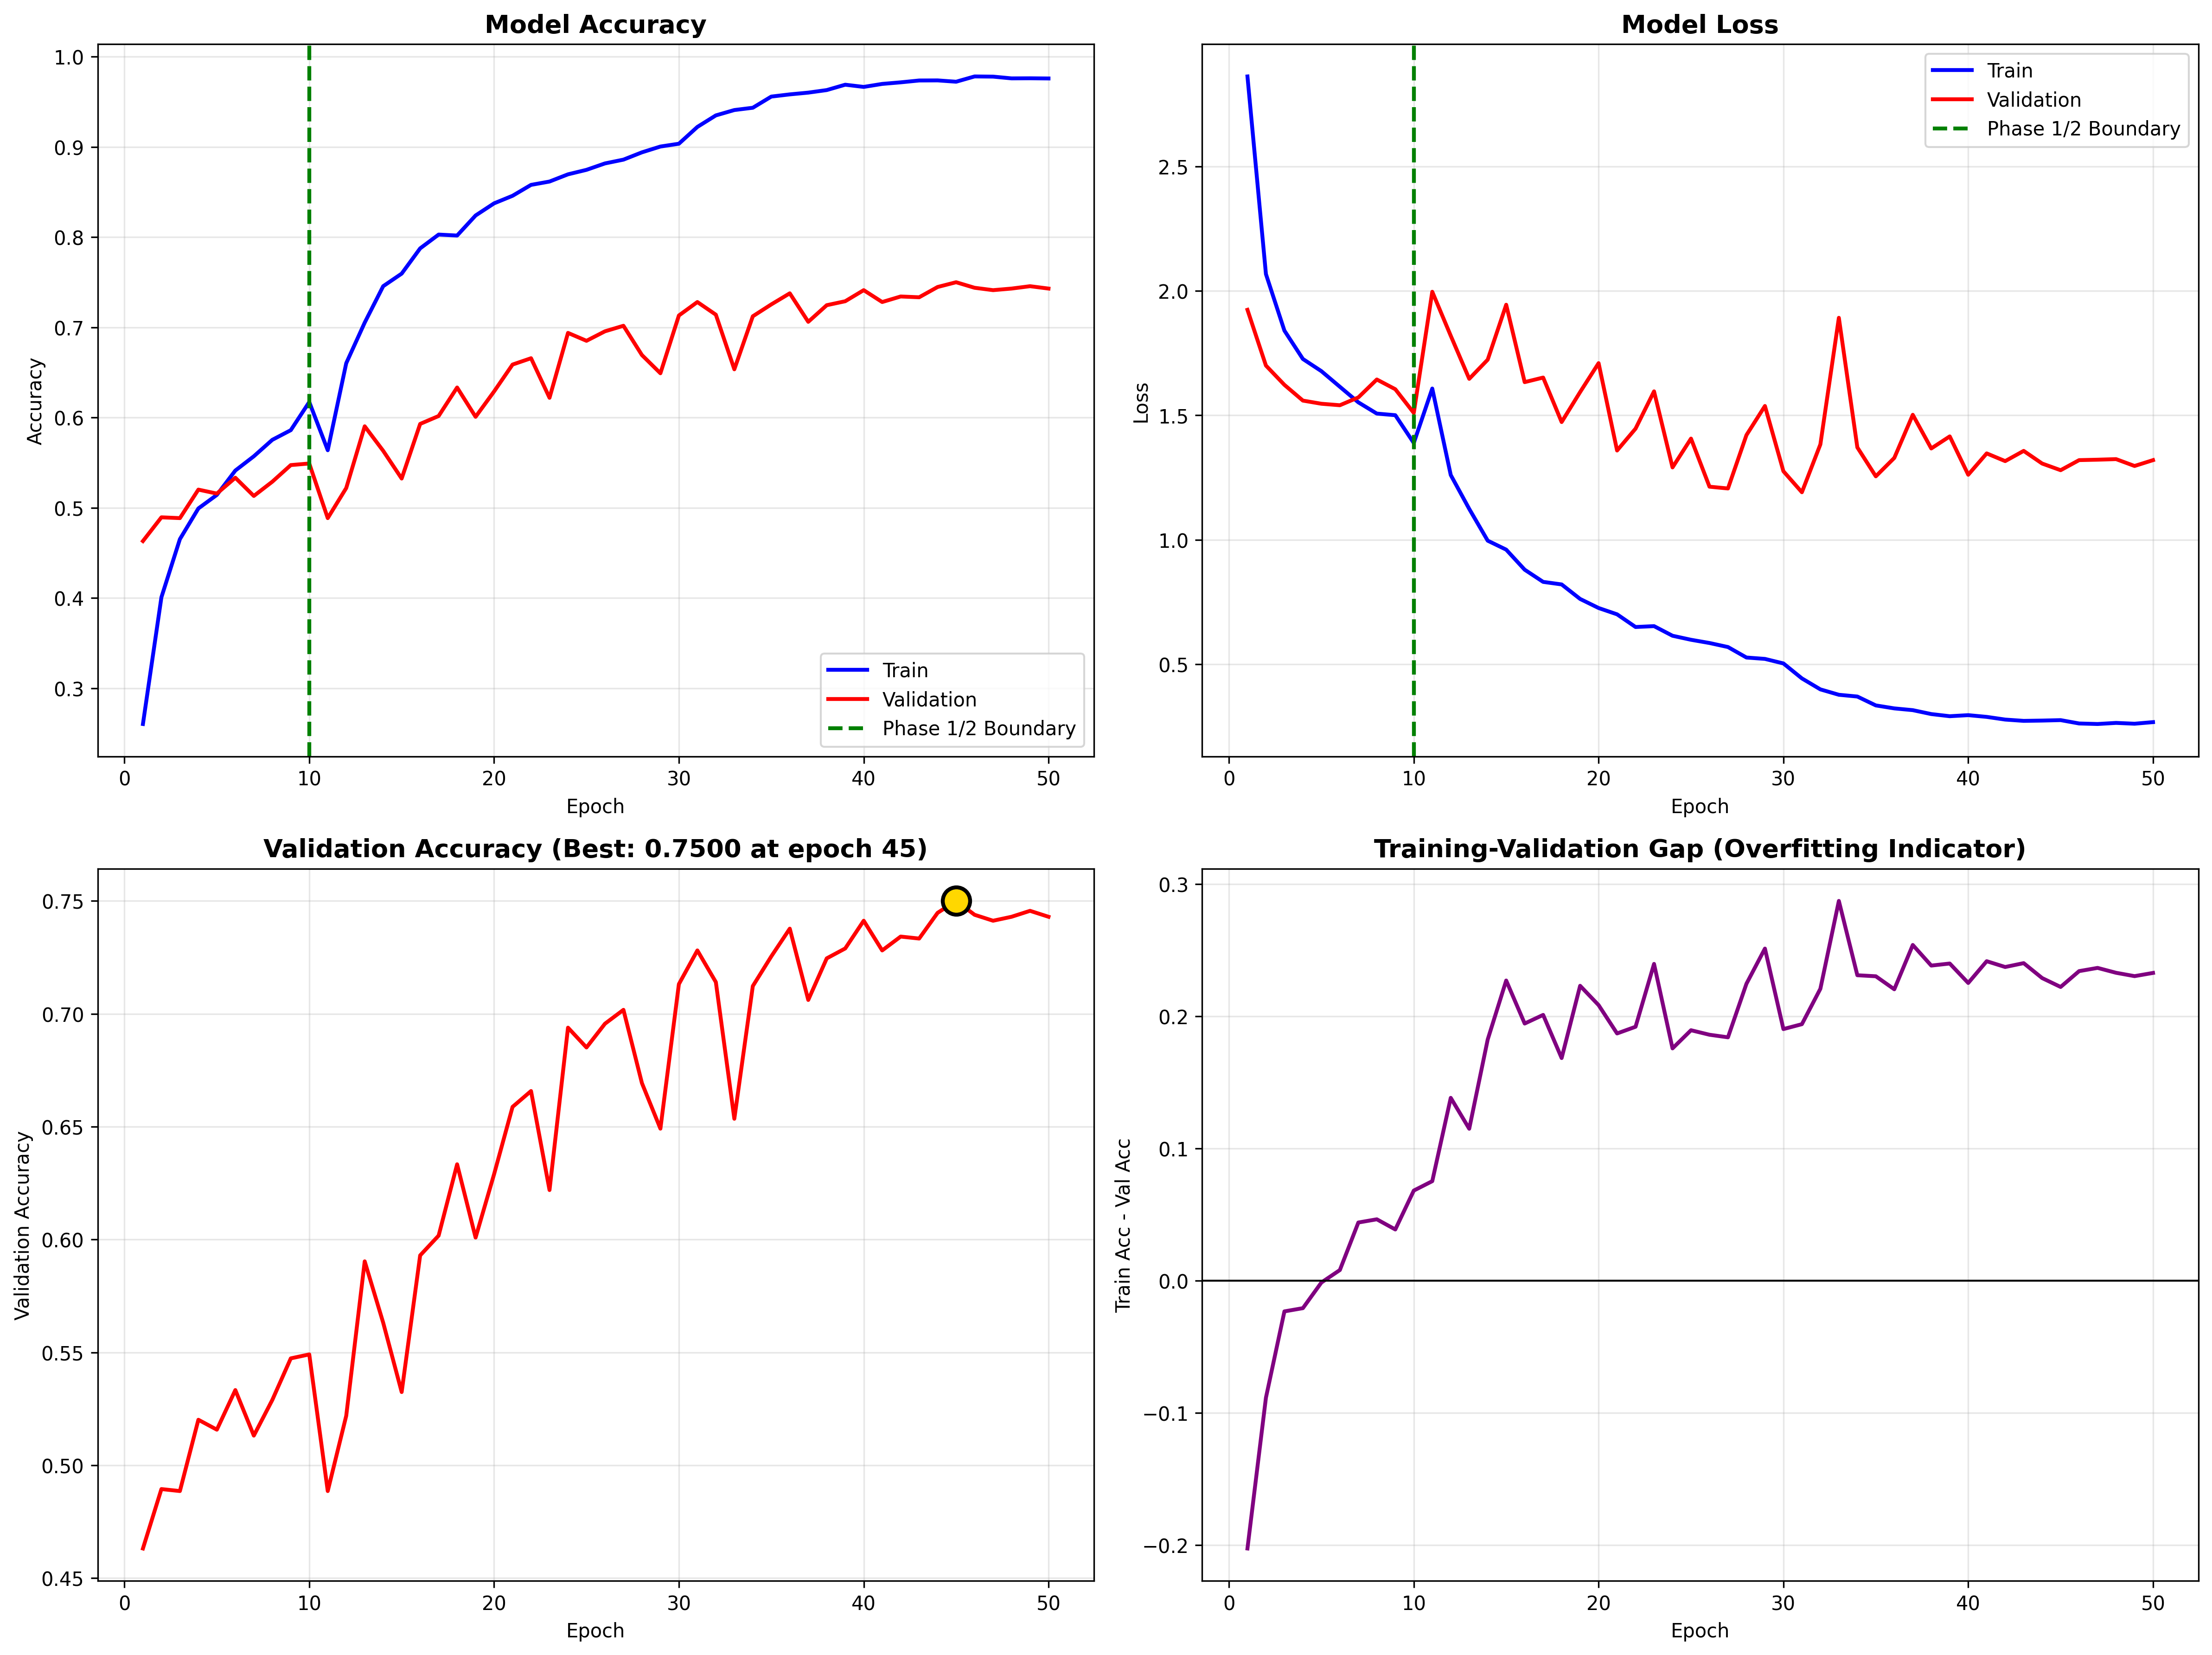 Model Accuracy
1.0
0.9
0.8
0.7
0.6
0.5
0.4
0.3
Accuracy
Train
Validation
Phase 1/2 Boundary
0 10 20 30 40 50
Epoch
Model Loss
2.5
2.0
1.5
1.0
0.5
Loss
Train
Validation
Phase 1/2 Boundary
0 10 20 30 40 50
Epoch
Validation Accuracy (Best: 0.7500 at epoch 45)
0.75
0.70
0.65
0.60
0.55
0.50
0.45
Validation Accuracy
0 10 20 30 40 50
Epoch
Training-Validation Gap (Overfitting Indicator)
0.3
0.2
0.1
0.0
−0.1
−0.2
Train Acc - Val Acc
0 10 20 30 40 50
Epoch